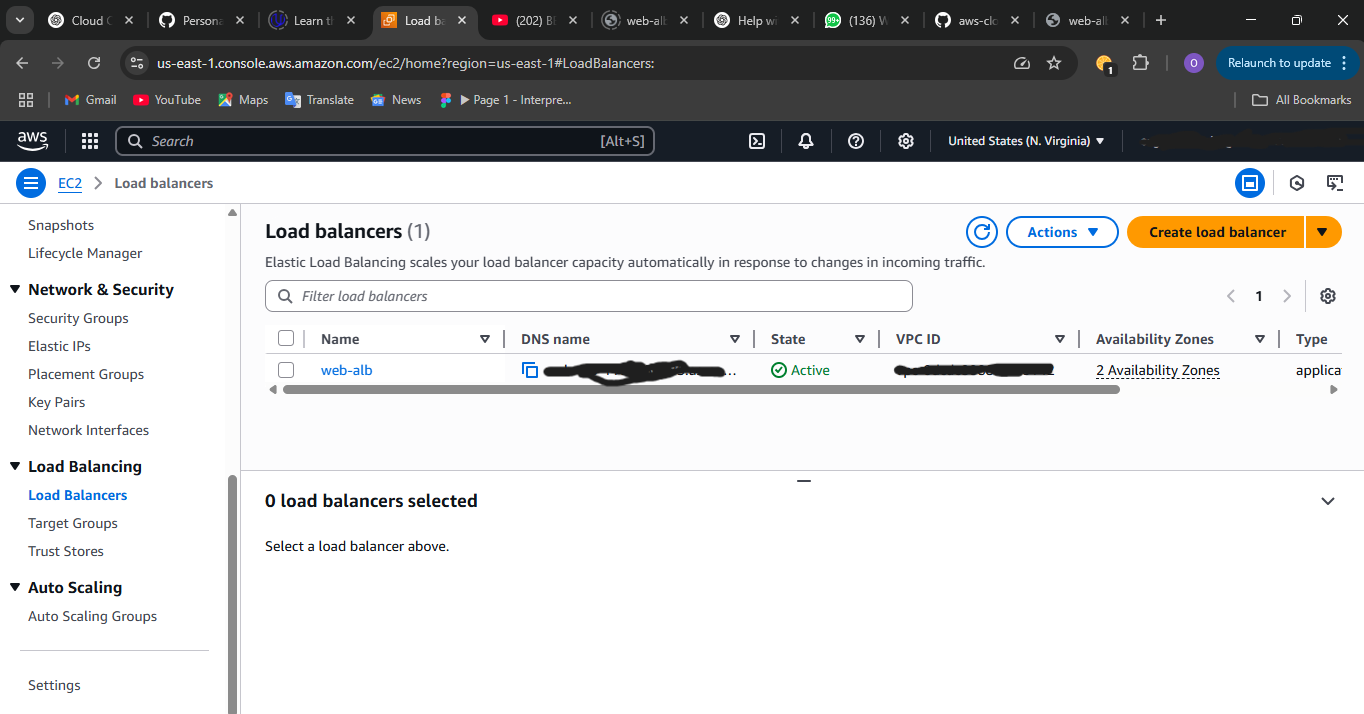 Cloud C
Persona
Learn th
Load ba
(202) BE
web-alb
Help wi
(136) W
aws-clo
web-alb
us-east-1.console.aws.amazon.com/ec2/home?region=us-east-1#LoadBalancers:
1
O
Relaunch to update
Gmail
YouTube
Maps
Translate
News
Page 1 - Interpre...
All Bookmarks
aws
Search
[Alt+S]
United States (N. Virginia)
EC2
Load balancers
Snapshots
Lifecycle Manager
Network & Security
Security Groups
Elastic IPs
Placement Groups
Key Pairs
Network Interfaces
Load Balancing
Load Balancers
Target Groups
Trust Stores
Auto Scaling
Auto Scaling Groups
Settings
Load balancers (1)
Actions
Create load balancer
Elastic Load Balancing scales your load balancer capacity automatically in response to changes in incoming traffic.
Filter load balancers
1
Name
DNS name
State
VPC ID
Availability Zones
Type
web-alb
...
Active
2 Availability Zones
applica
0 load balancers selected
Select a load balancer above.